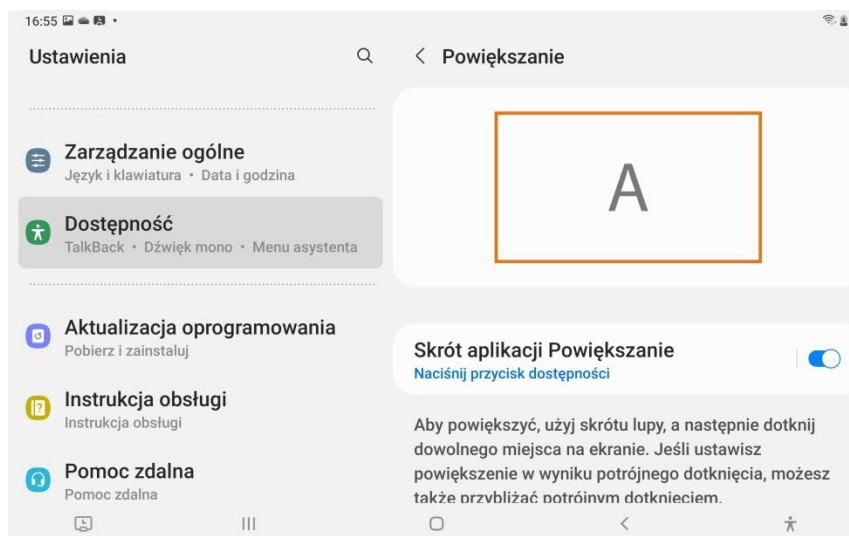 16:55
Ustawienia
Zarządzanie ogólne
Język i klawiatura • Data i godzina
Dostępność
TalkBack • Dźwięk mono • Menu asystenta
Aktualizacja oprogramowania
Pobierz i zainstaluj
Instrukcja obsługi
Instrukcja obsługi
Pomoc zdalna
Pomoc zdalna
Powiększanie
A
Skrót aplikacji Powiększanie
Naciśnij przycisk dostępności
Aby powiększyć, użyj skrótu lupy, a następnie dotknij
dowolnego miejsca na ekranie. Jeśli ustawisz
powiększenie w wyniku potrójnego dotknięcia, możesz
także przybliżać potrójnym dotknięciem.